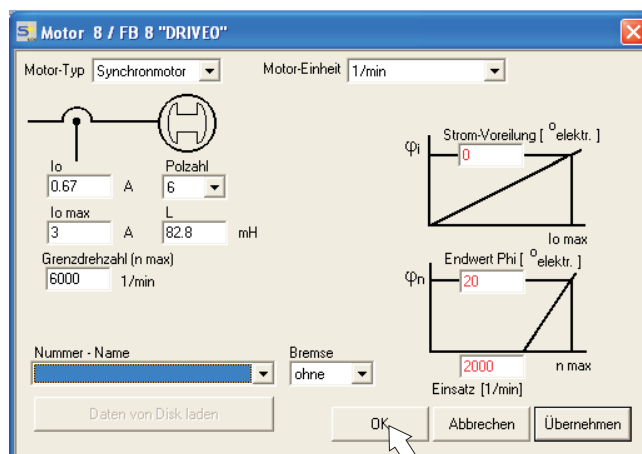 Motor 8 / FB 8 "DRIVE0"
Motor-Typ Synchronmotor Motor-Einheit 1/min
Strom-Voreilung [ °elektr. ]
φi 0
Io Polzahl
0.67 A 6
Io max L
3 A 82.8 mH
Io max
Grenzdrehzahl (n max)
6000 1/min
Endwert Phi [ °elektr. ]
φn 20
Nummer - Name Bremse
ohne
2000 n max
Einsatz [1/min]
Daten von Disk laden
OK Abbrechen Übernehmen